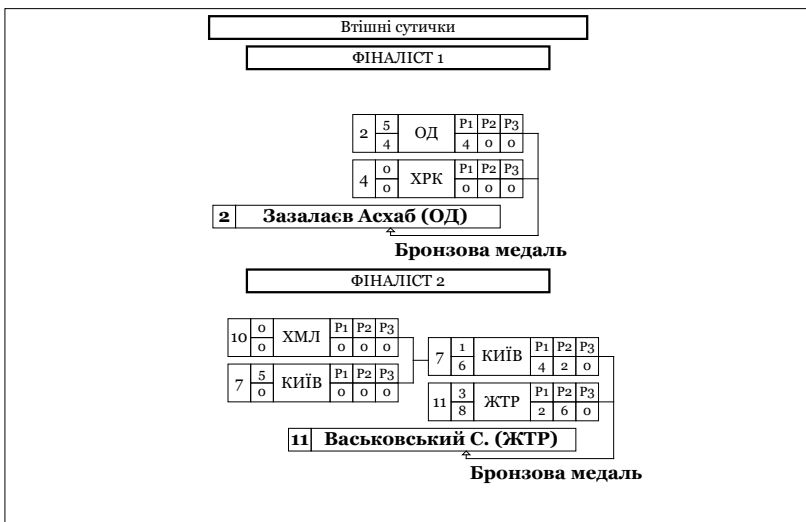 Втішні сутички
ФІНАЛІСТ 1
2 5 ОД P1 P2 P3
4 4 0 0
4 0 ХРК P1 P2 P3
0 0 0 0
2 Зазалаєв Асхаб (ОД)
Бронзова медаль
ФІНАЛІСТ 2
10 0 ХМЛ P1 P2 P3
0 0 0 0
7 1 КИЇВ P1 P2 P3
6 4 2 0
7 5 КИЇВ P1 P2 P3
0 0 0 0
11 3 ЖТР P1 P2 P3
8 2 6 0
11 Васьковський С. (ЖТР)
Бронзова медаль